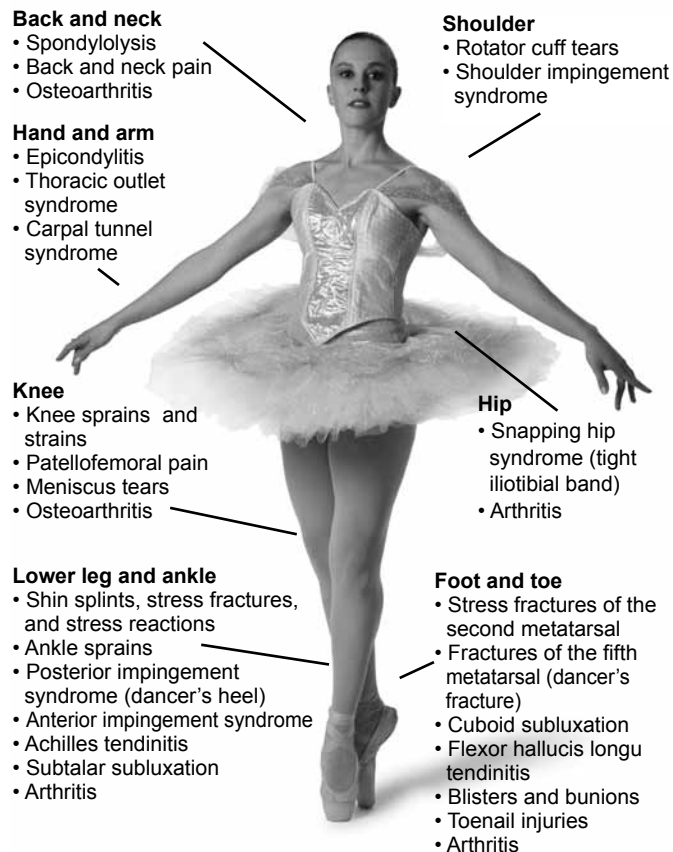 Back and neck
• Spondylolysis
• Back and neck pain
• Osteoarthritis
Shoulder
• Rotator cuff tears
• Shoulder impingement
syndrome
Hand and arm
• Epicondylitis
• Thoracic outlet
syndrome
• Carpal tunnel
syndrome
Knee
• Knee sprains and
strains
• Patellofemoral pain
• Meniscus tears
• Osteoarthritis
Hip
• Snapping hip
syndrome (tight
iliotibial band)
• Arthritis
Lower leg and ankle
• Shin splints, stress fractures,
and stress reactions
• Ankle sprains
• Posterior impingement
syndrome (dancer’s heel)
• Anterior impingement syndrome
• Achilles tendinitis
• Subtalar subluxation
• Arthritis
Foot and toe
• Stress fractures of the
second metatarsal
• Fractures of the fifth
metatarsal (dancer’s
fracture)
• Cuboid subluxation
• Flexor hallucis longu
tendinitis
• Blisters and bunions
• Toenail injuries
• Arthritis